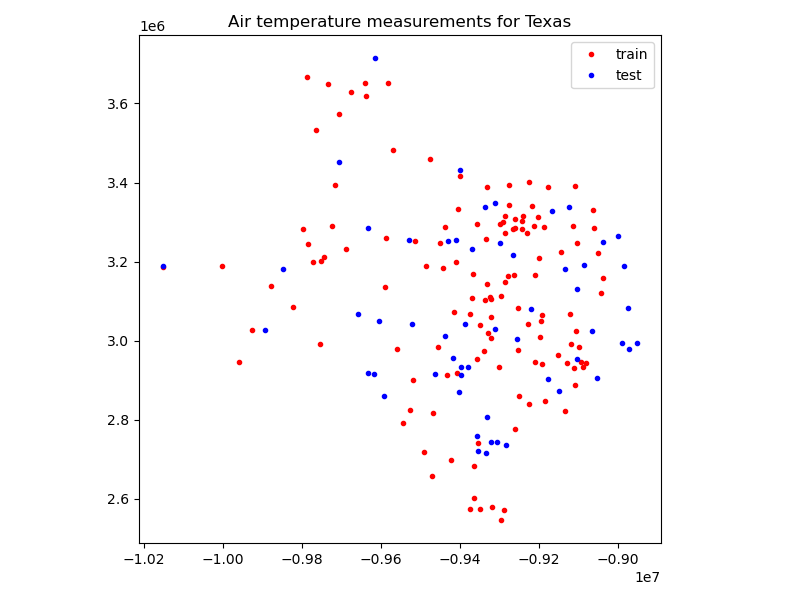 Air temperature measurements for Texas
1e6
train
test
3.6
3.4
3.2
3.0
2.8
2.6
−1.02 −1.00 −0.98 −0.96 −0.94 −0.92 −0.90
1e7